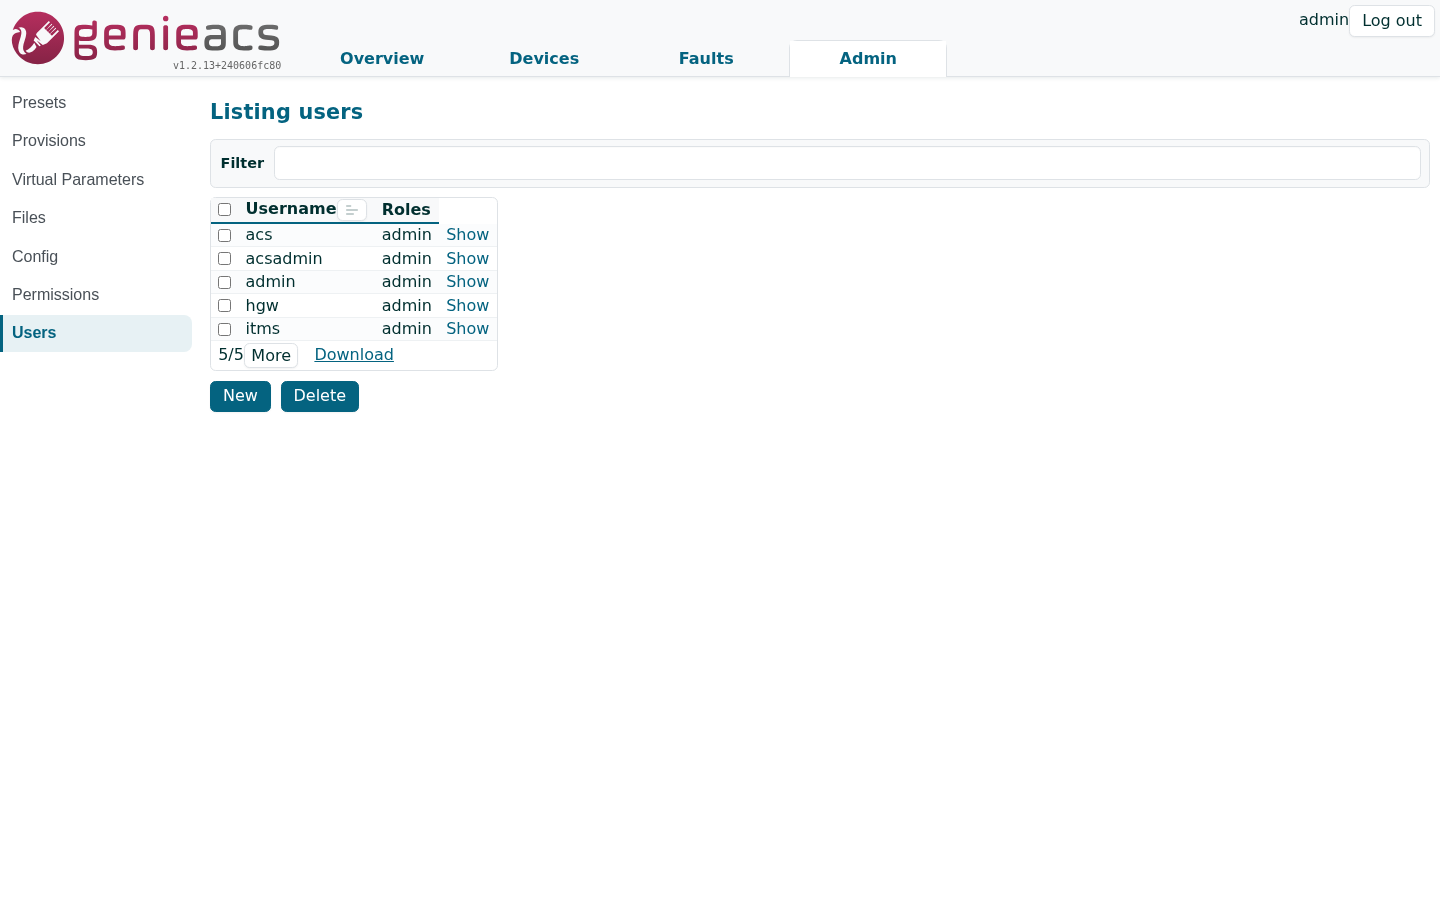 genieacs
v1.2.13+240606fc80
Overview Devices Faults Admin
admin Log out
Presets
Provisions
Virtual Parameters
Files
Config
Permissions
Users
Listing users
Filter
Username Roles
acs admin Show
acsadmin admin Show
admin admin Show
hgw admin Show
itms admin Show
5/5 More Download
New Delete